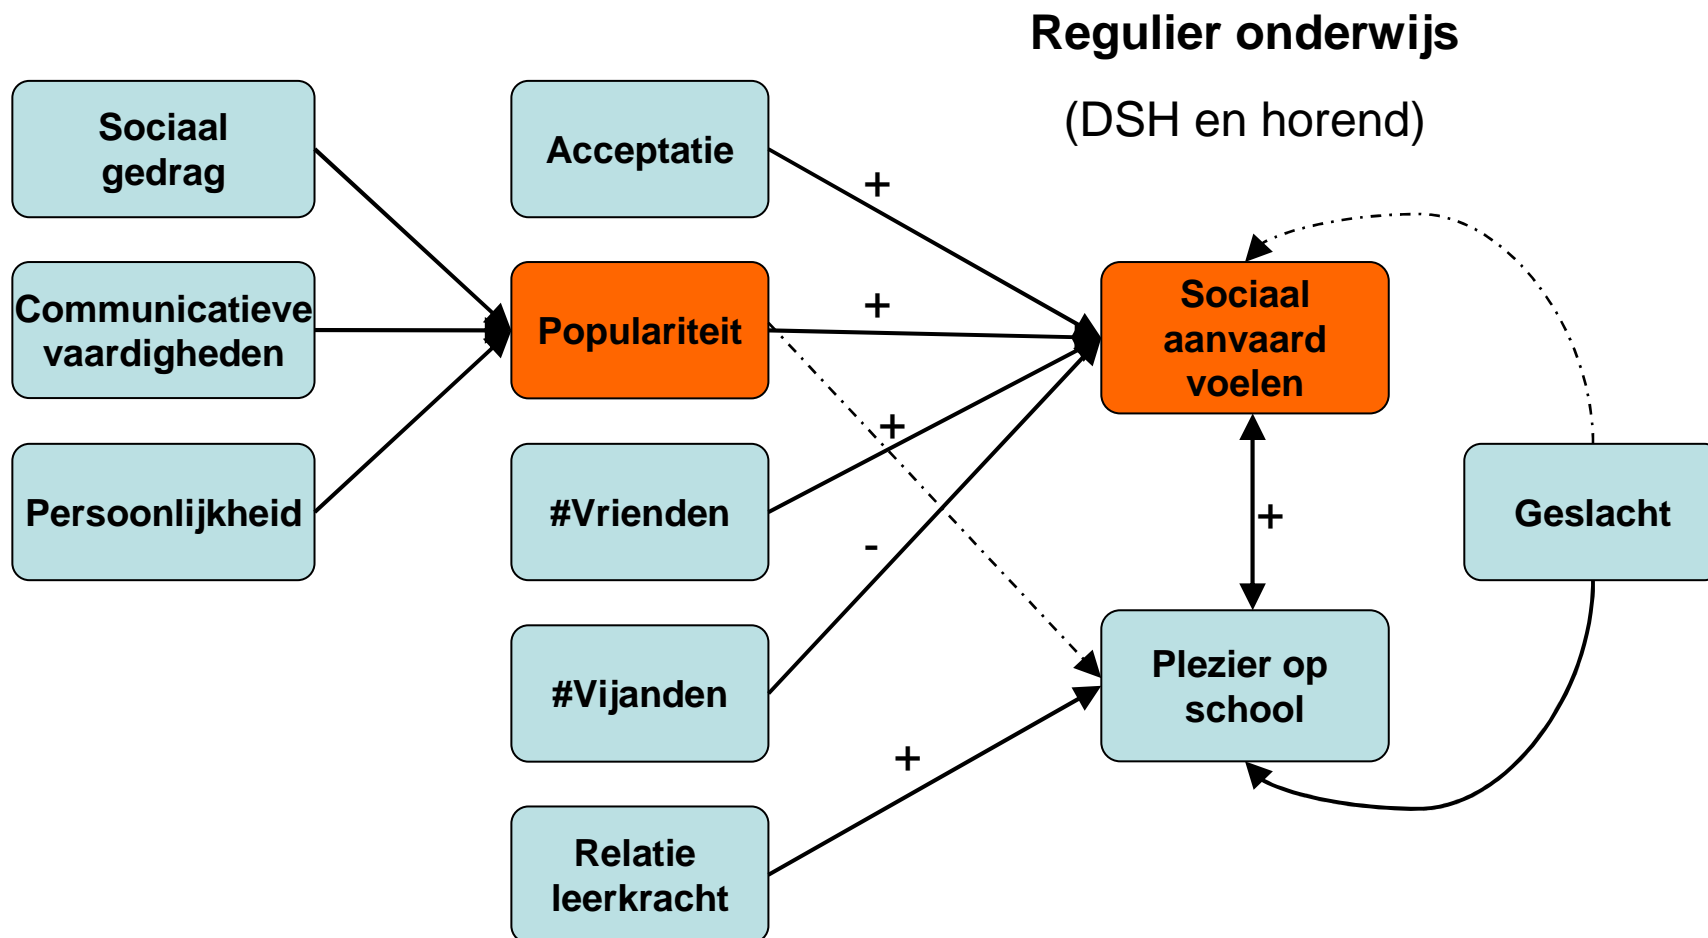 Regulier onderwijs
(DSH en horend)
Sociaal
gedrag
Communicatieve
vaardigheden
Persoonlijkheid
Acceptatie
Populariteit
#Vrienden
#Vijanden
Relatie
leerkracht
+
+
+
-
+
Sociaal
aanvaard
voelen
+
Plezier op
school
Geslacht